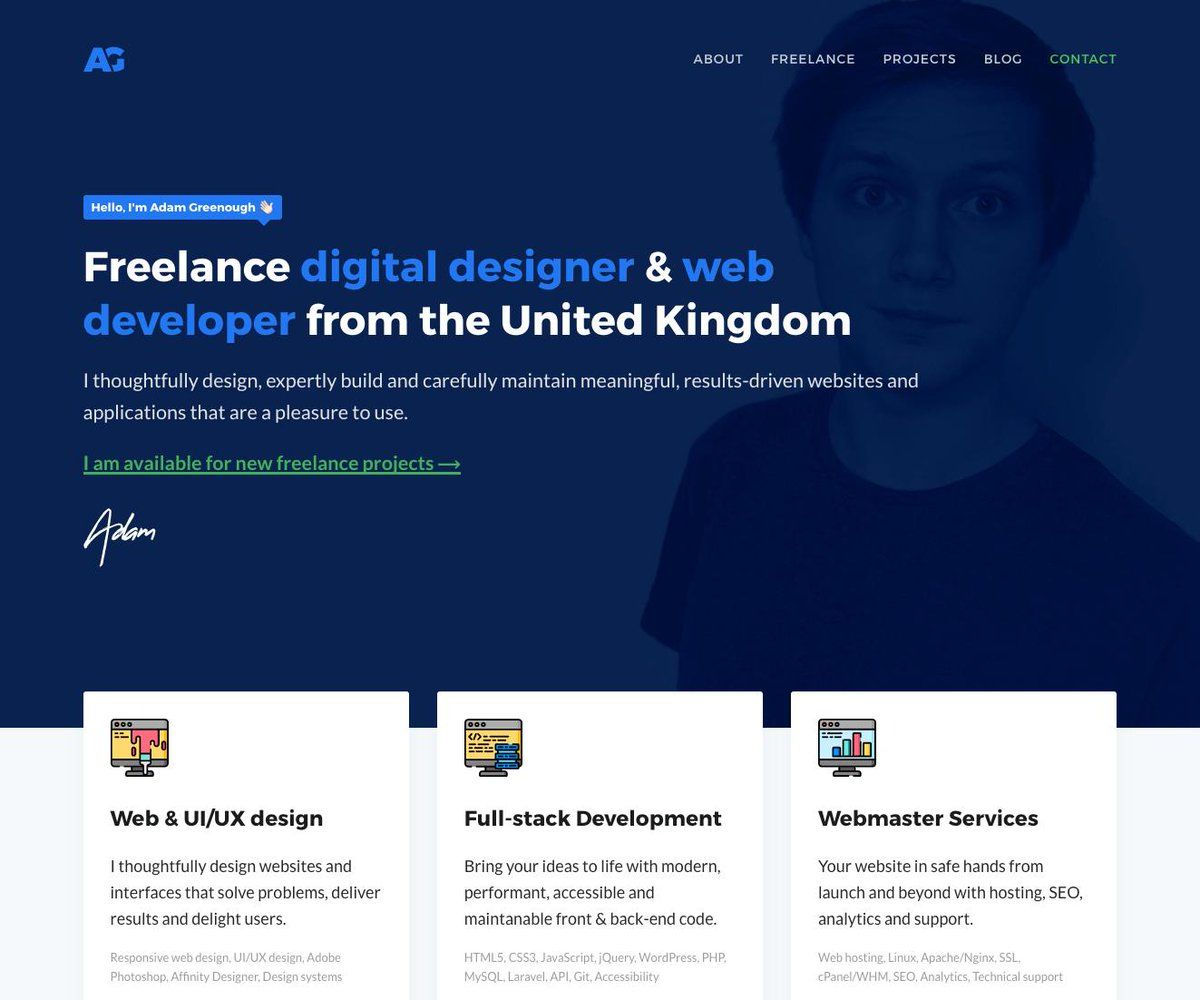 AG
ABOUT FREELANCE PROJECTS BLOG CONTACT
Hello, I'm Adam Greenough 👋🏻
Freelance digital designer & web
developer from the United Kingdom
I thoughtfully design, expertly build and carefully maintain meaningful, results-driven websites and
applications that are a pleasure to use.
I am available for new freelance projects ⟶
Adam
Web & UI/UX design
I thoughtfully design websites and
interfaces that solve problems, deliver
results and delight users.
Responsive web design, UI/UX design, Adobe
Photoshop, Affinity Designer, Design systems
Full-stack Development
Bring your ideas to life with modern,
performant, accessible and
maintanable front & back-end code.
HTML5, CSS3, JavaScript, jQuery, WordPress, PHP,
MySQL, Laravel, API, Git, Accessibility
Webmaster Services
Your website in safe hands from
launch and beyond with hosting, SEO,
analytics and support.
Web hosting, Linux, Apache/Nginx, SSL,
cPanel/WHM, SEO, Analytics, Technical support